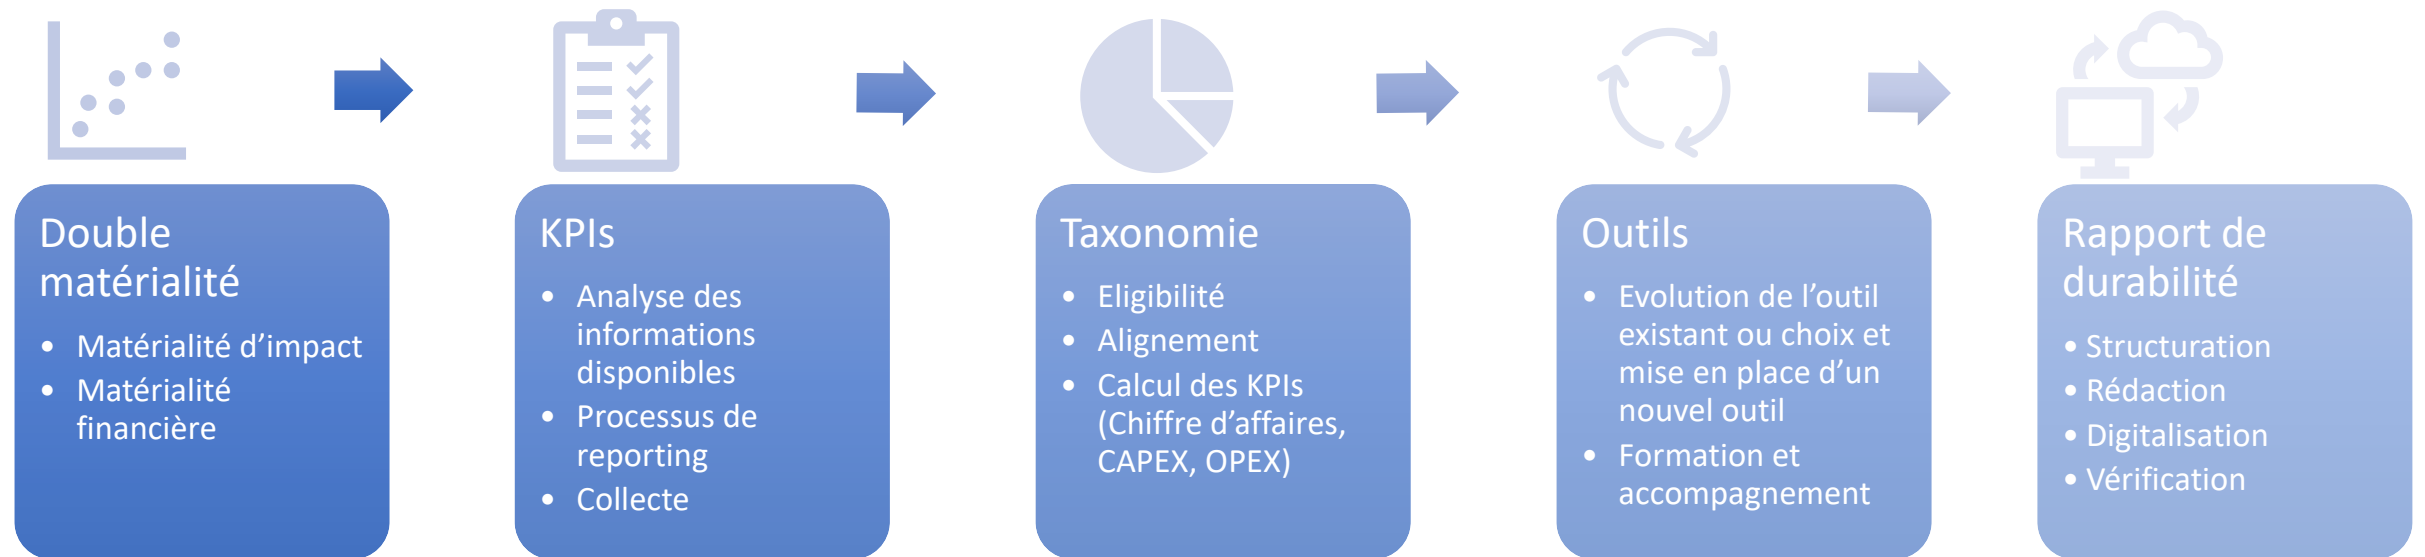 Double
matérialité
• Matérialité d'impact
• Matérialité
financière
KPIs
• Analyse des
informations
disponibles
• Processus de
reporting
• Collecte
Taxonomie
• Eligibilité
• Alignement
• Calcul des KPIs
(Chiffre d'affaires,
CAPEX, OPEX)
Outils
• Evolution de l'outil
existant ou choix et
mise en place d'un
nouvel outil
• Formation et
accompagnement
Rapport de
durabilité
• Structuration
• Rédaction
• Digitalisation
• Vérification